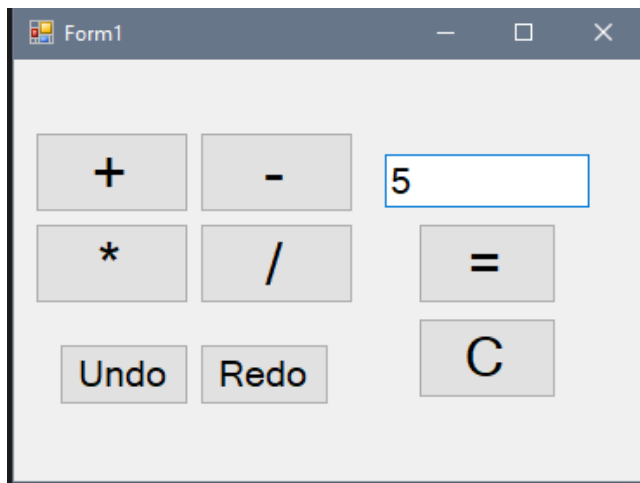 Form1
+ -
5
* /
=
Undo Redo
C